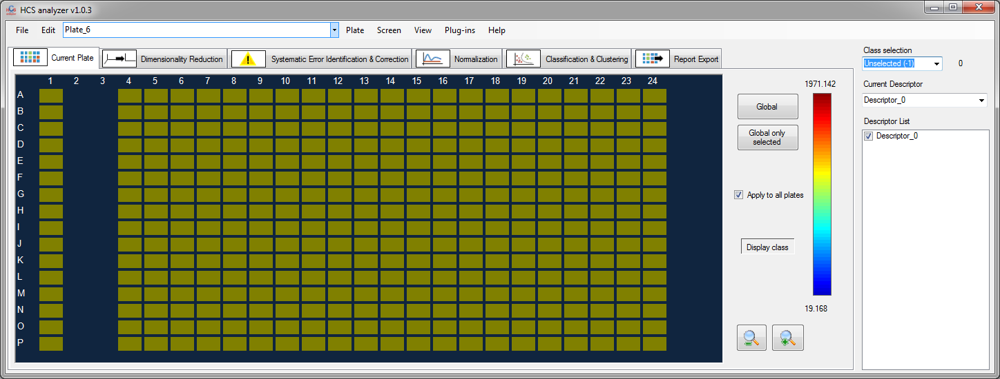 HCS analyzer v1.0.3
File Edit Plate_6 Plate Screen View Plug-ins Help
Current Plate Dimensionality Reduction Systematic Error Identification & Correction Normalization Classification & Clustering Report Export
1 2 3 4 5 6 7 8 9 10 11 12 13 14 15 16 17 18 19 20 21 22 23 24
A
B
C
D
E
F
G
H
I
J
K
L
M
N
O
P
Global
Global only
selected
Apply to all plates
Display class
1971.142
19.168
Class selection
Unselected (-1) 0
Current Descriptor
Descriptor_0
Descriptor List
Descriptor_0